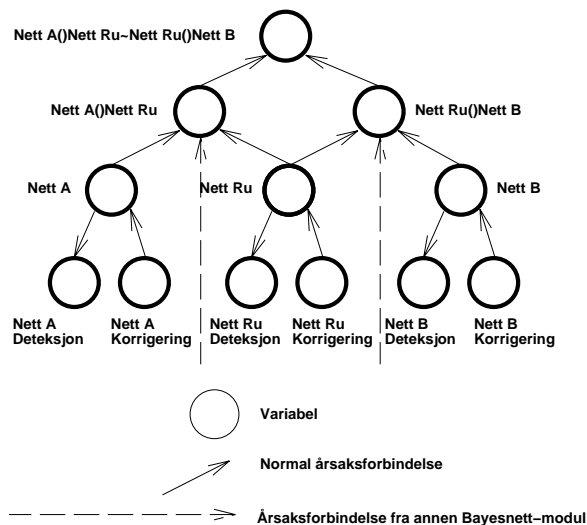 Nett A()Nett Ru~Nett Ru()Nett B
Nett A()Nett Ru
Nett Ru()Nett B
Nett A
Nett Ru
Nett B
Nett A
Deteksjon
Nett A
Korrigering
Nett Ru
Deteksjon
Nett Ru
Korrigering
Nett B
Deteksjon
Nett B
Korrigering
Variabel
Normal årsaksforbindelse
Årsaksforbindelse fra annen Bayesnett–modul